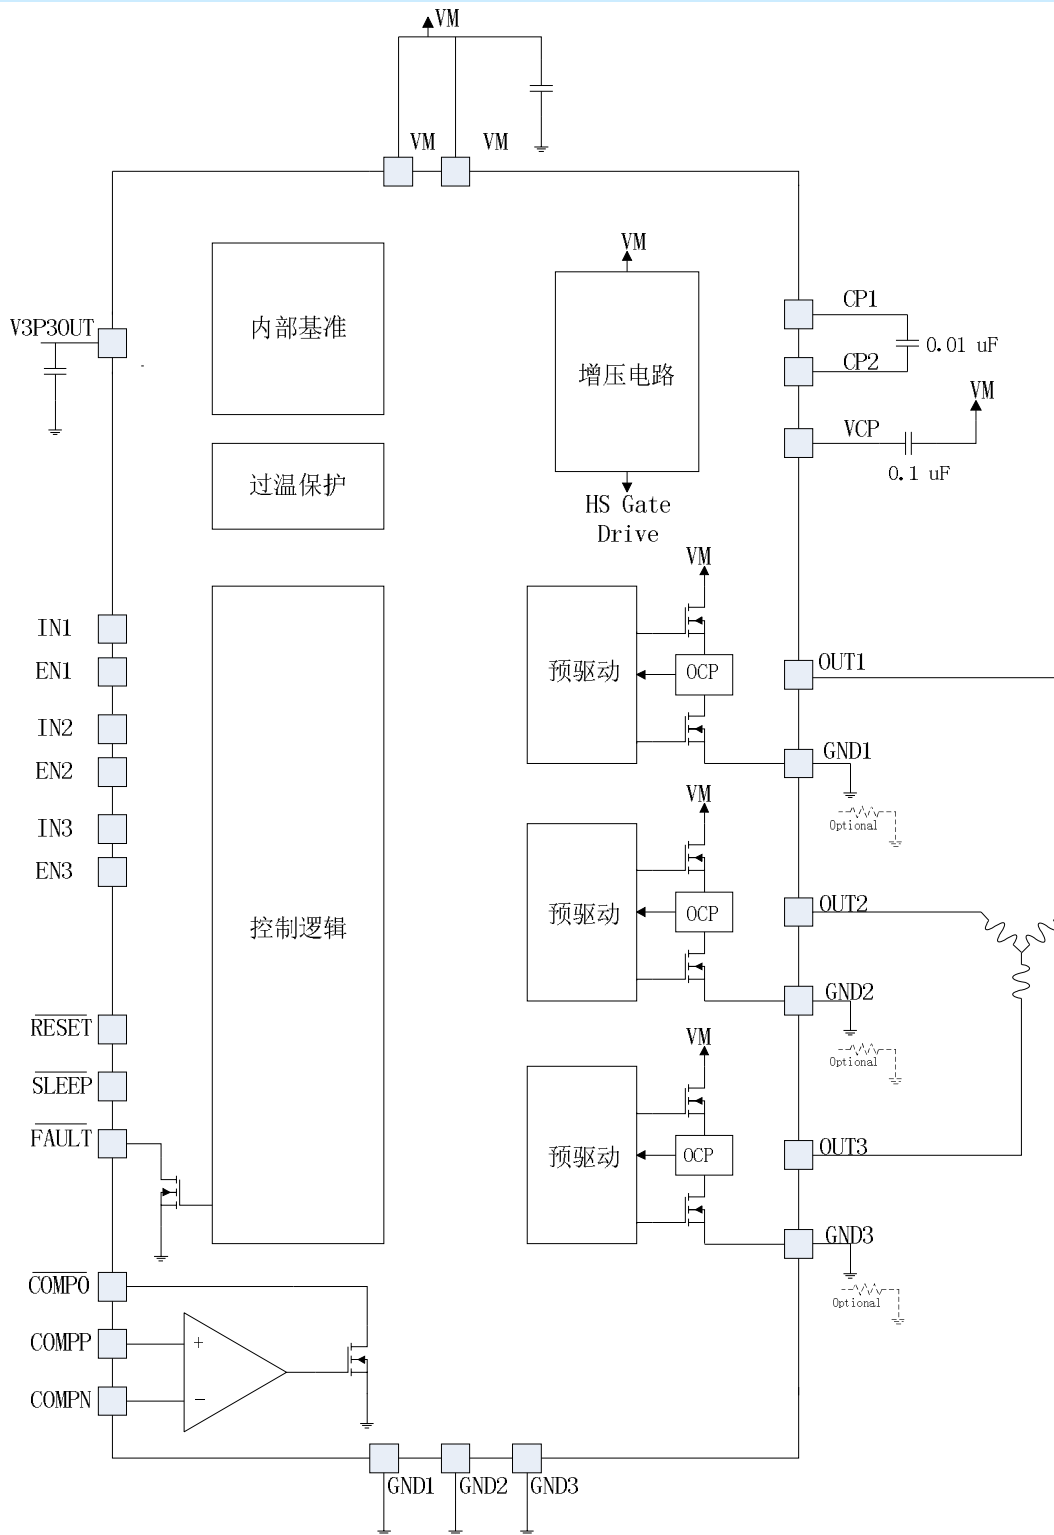 VM
VM
VM
VM
内部基准
增压电路
V3P3OUT
CP1
0.01 uF
CP2
VM
VCP
0.1 uF
过温保护
HS Gate
Drive
VM
IN1
EN1
IN2
EN2
IN3
EN3
控制逻辑
预驱动
OCP
OUT1
GND1
Optional
VM
预驱动
OCP
OUT2
GND2
Optional
VM
预驱动
OCP
OUT3
GND3
Optional
RESET
SLEEP
FAULT
COMPO
COMPP
+
COMPN
−
GND1
GND2
GND3